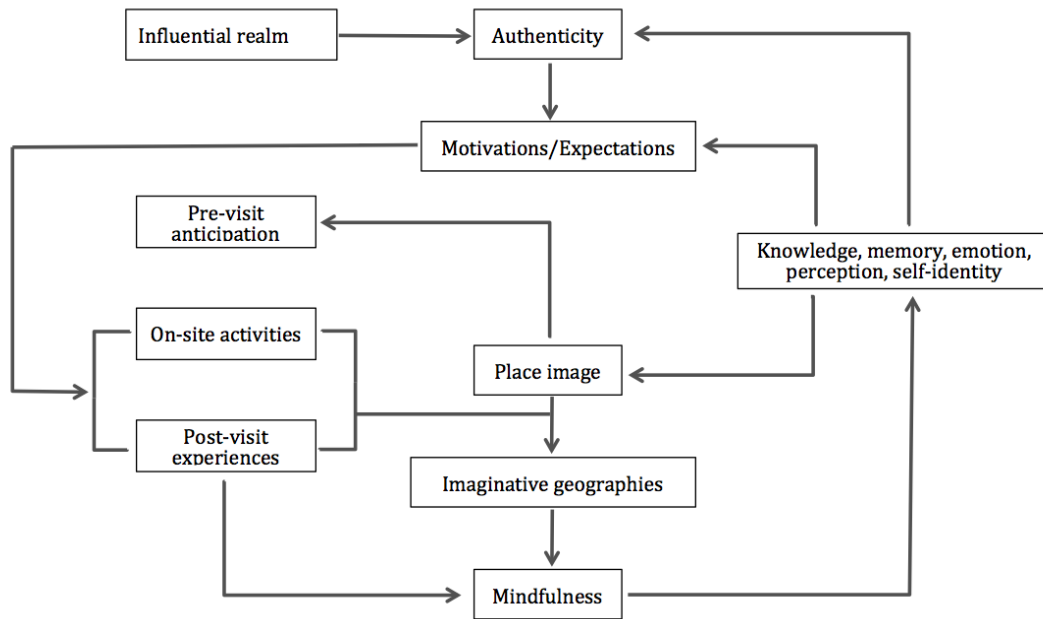 Influential realm
Authenticity
Motivations/Expectations
Pre-visit
anticipation
Knowledge, memory, emotion,
perception, self-identity
On-site activities
Place image
Post-visit
experiences
Imaginative geographies
Mindfulness